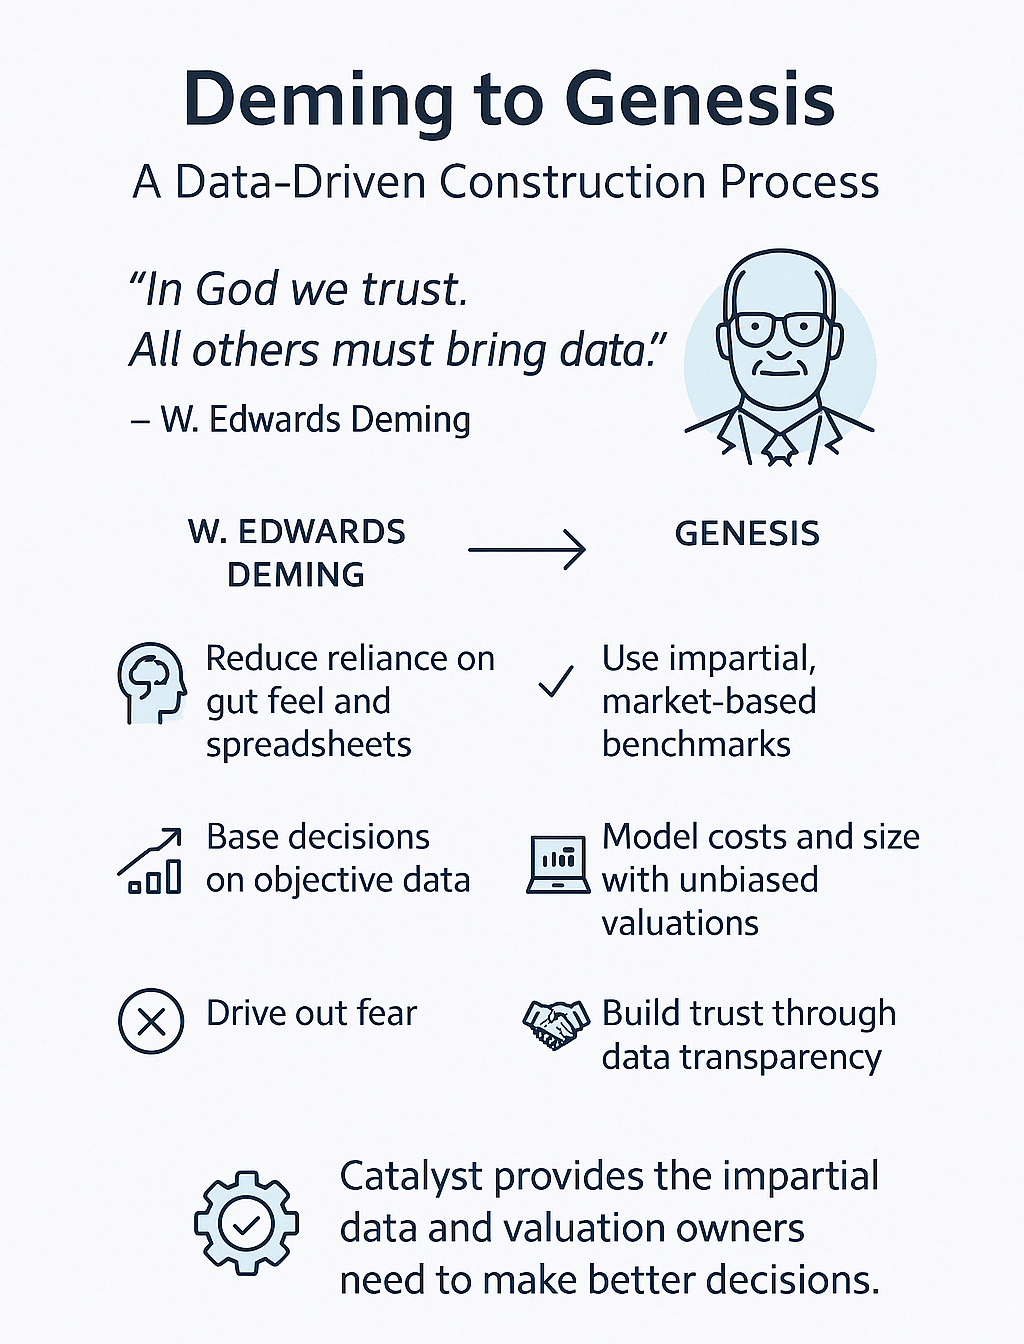 Deming to Genesis
A Data-Driven Construction Process
“In God we trust.
All others must bring data.”
– W. Edwards Deming
W. EDWARDS
DEMING
GENESIS
Reduce reliance on
gut feel and
spreadsheets
Use impartial,
market-based
benchmarks
Base decisions
on objective data
Model costs and size
with unbiased
valuations
Drive out fear
Build trust through
data transparency
Catalyst provides the impartial
data and valuation owners
need to make better decisions.